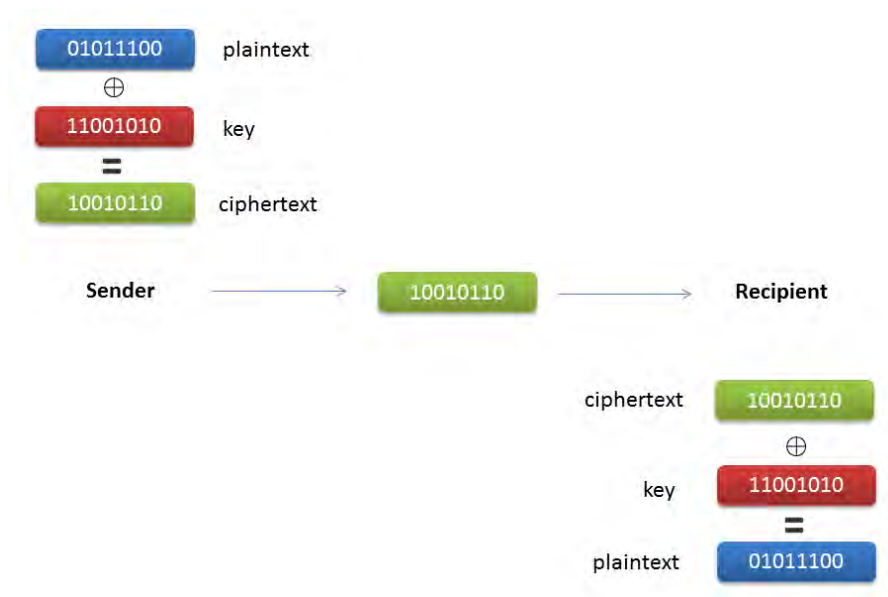 01011100 plaintext
⊕
11001010 key
=
10010110 ciphertext
Sender 10010110 Recipient
ciphertext 10010110
⊕
key 11001010
=
plaintext 01011100